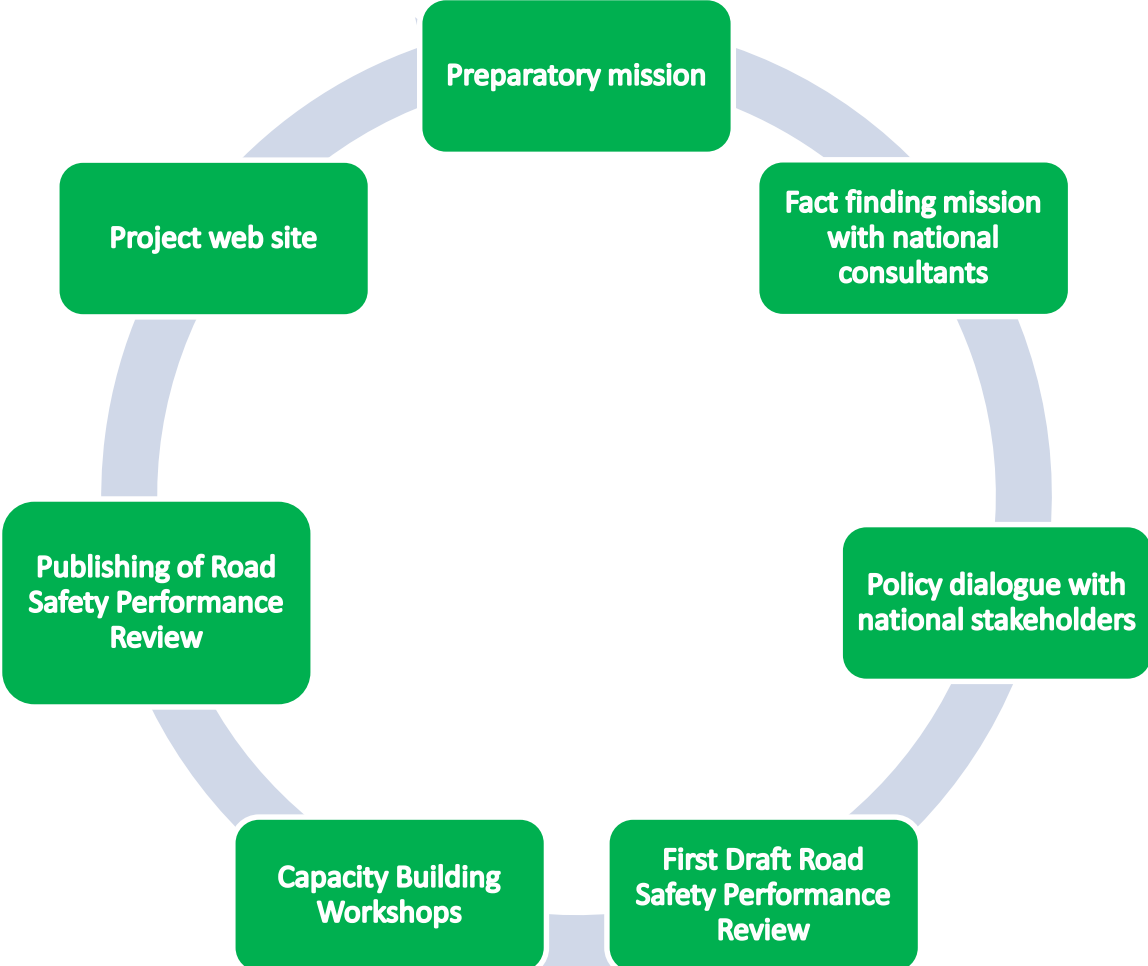 Preparatory mission
Fact finding mission
with national
consultants
Policy dialogue with
national stakeholders
First Draft Road
Safety Performance
Review
Capacity Building
Workshops
Publishing of Road
Safety Performance
Review
Project web site